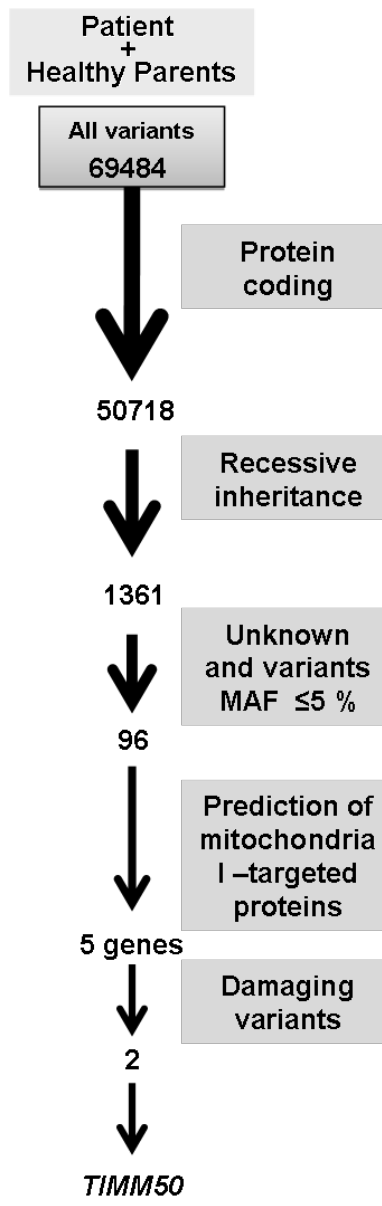 Patient
+
Healthy Parents
All variants
69484
Protein
coding
50718
Recessive
inheritance
1361
Unknown
and variants
MAF ≤5 %
96
Prediction of
mitochondria
l –targeted
proteins
5 genes
Damaging
variants
2
TIMM50